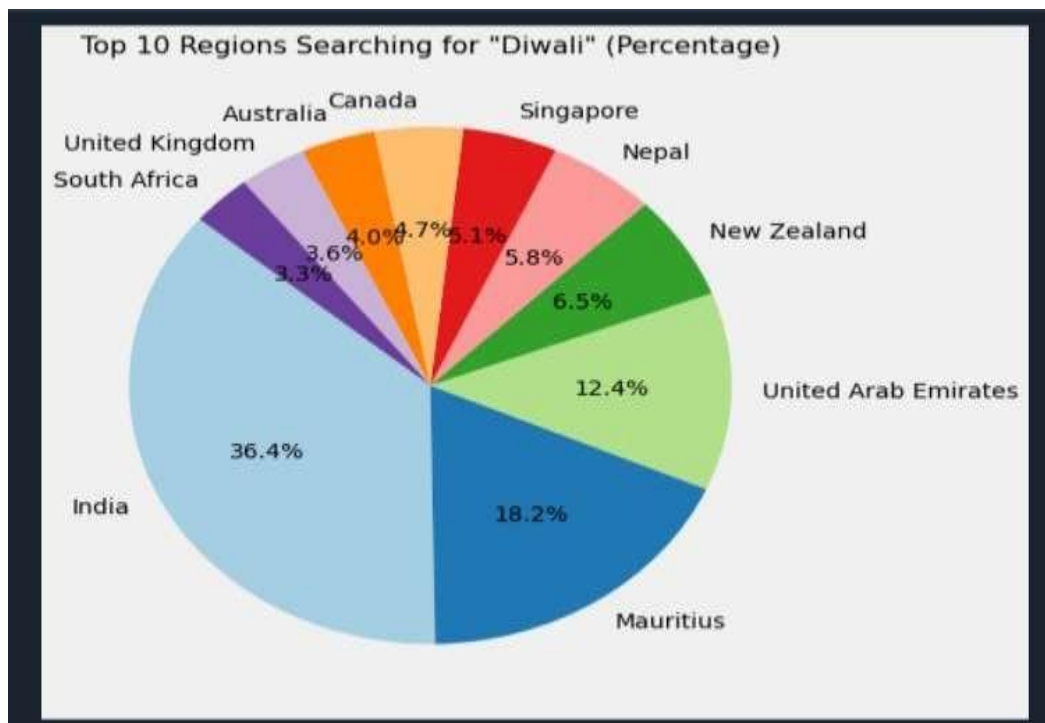 Top 10 Regions Searching for "Diwali" (Percentage)
Canada
Australia
Singapore
United Kingdom
Nepal
South Africa
New Zealand
4.7%
5.1%
4.0%
3.6%
5.8%
3.3%
6.5%
12.4%
United Arab Emirates
36.4%
India
18.2%
Mauritius